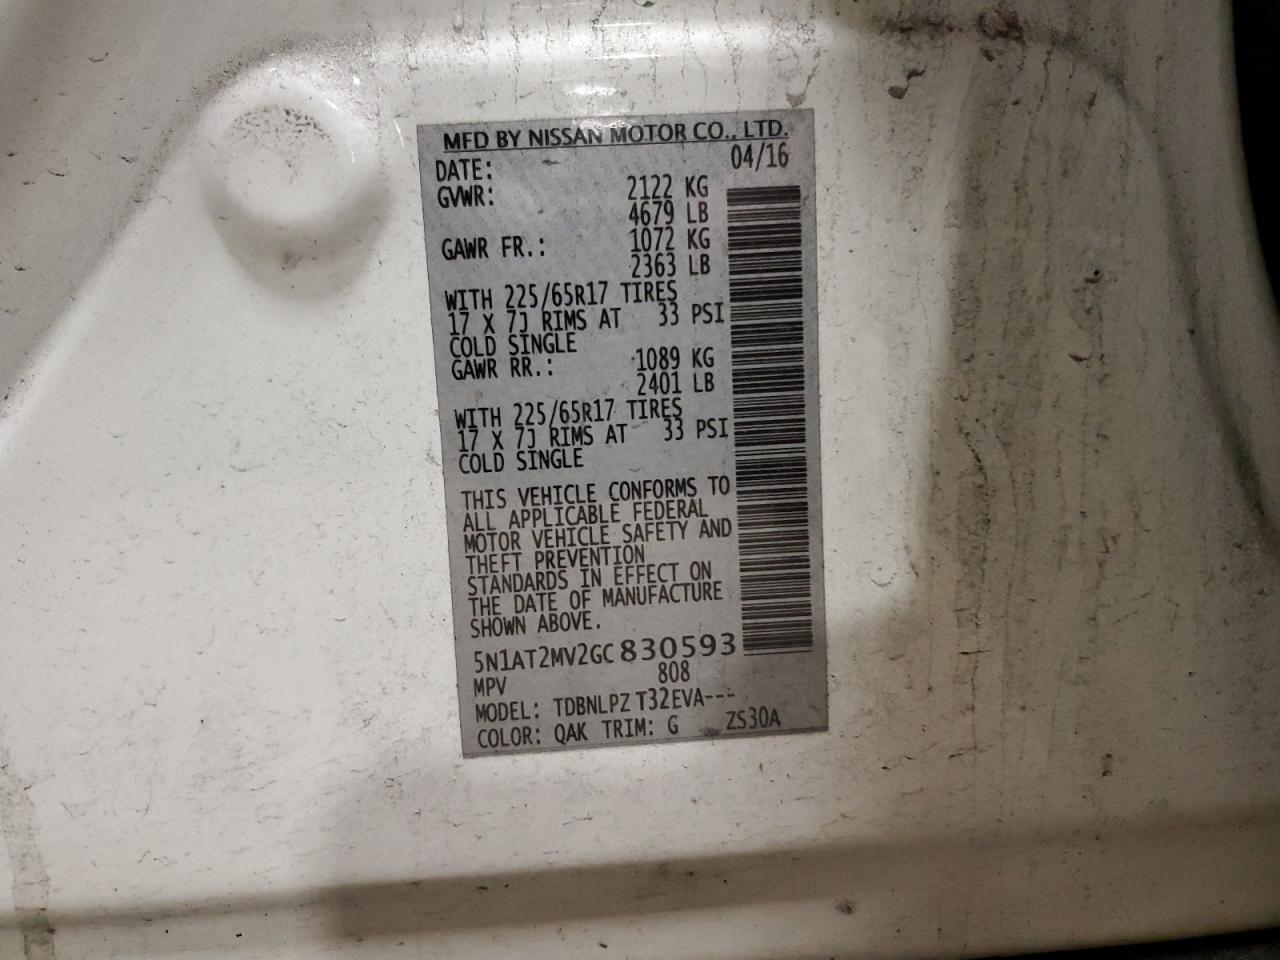 MFD BY NISSAN MOTOR CO., LTD.
DATE: 04/16
GVWR: 2122 KG
4679 LB
GAWR FR.: 1072 KG
2363 LB
WITH 225/65R17 TIRES
17 X 7J RIMS AT 33 PSI
COLD SINGLE
GAWR RR.: 1089 KG
2401 LB
WITH 225/65R17 TIRES
17 X 7J RIMS AT 33 PSI
COLD SINGLE
THIS VEHICLE CONFORMS TO
ALL APPLICABLE FEDERAL
MOTOR VEHICLE SAFETY AND
THEFT PREVENTION
STANDARDS IN EFFECT ON
THE DATE OF MANUFACTURE
SHOWN ABOVE.
5N1AT2MV2GC830593
MPV 808
MODEL: TDBNLPZ T32EVA---
COLOR: QAK TRIM: G ZS30A